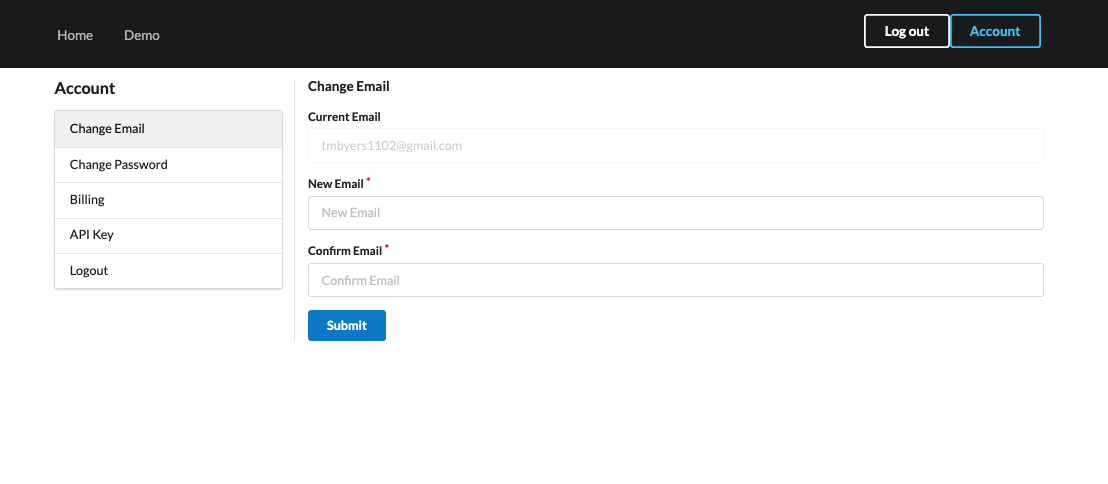 Home Demo Log out Account
Account
Change Email
Change Password
Billing
API Key
Logout
Change Email
Current Email
tmbyers1102@gmail.com
New Email *
New Email
Confirm Email *
Confirm Email
Submit